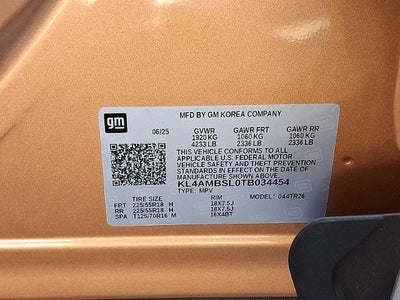 MFD BY GM KOREA COMPANY
gm
06/25 GVWR GAWR FRT GAWR RR
1920 KG 1060 KG 1060 KG
4233 LB 2336 LB 2336 LB
THIS VEHICLE CONFORMS TO ALL
APPLICABLE U.S. FEDERAL MOTOR
VEHICLE SAFETY AND THEFT PREVENTION
STANDARDS IN EFFECT ON THE DATE OF
MANUFACTURE SHOWN ABOVE.
KL4AMBSL0TB034454
TYPE: MPV
TIRE SIZE RIM MODEL: 044TR26
FRT 225/55R18 H 18X7.5J
RR 225/55R18 H 18X7.5J
SPA T125/70R16 M 16X4BT